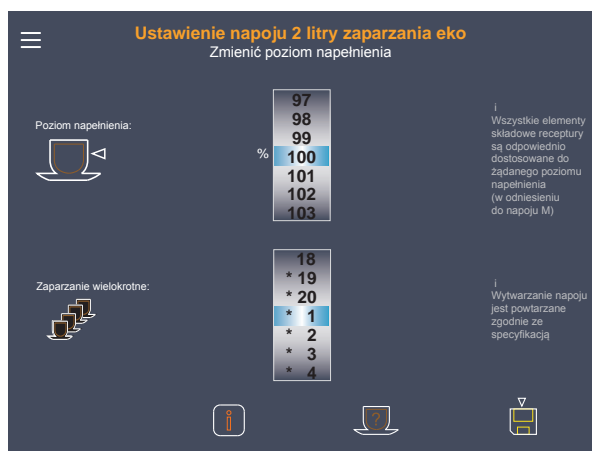 Ustawienie napoju 2 litry zaparzania eko
Zmienić poziom napełnienia
Poziom napełnienia:
%
97
98
99
100
101
102
103
i
Wszystkie elementy
składowe receptury
są odpowiednio
dostosowane do
żądanego poziomu
napełnienia
(w odniesieniu
do napoju M)
Zaparzanie wielokrotne:
18
* 19
* 20
* 1
* 2
* 3
* 4
i
Wytwarzanie napoju
jest powtarzane
zgodnie ze
specyfikacją
i
?